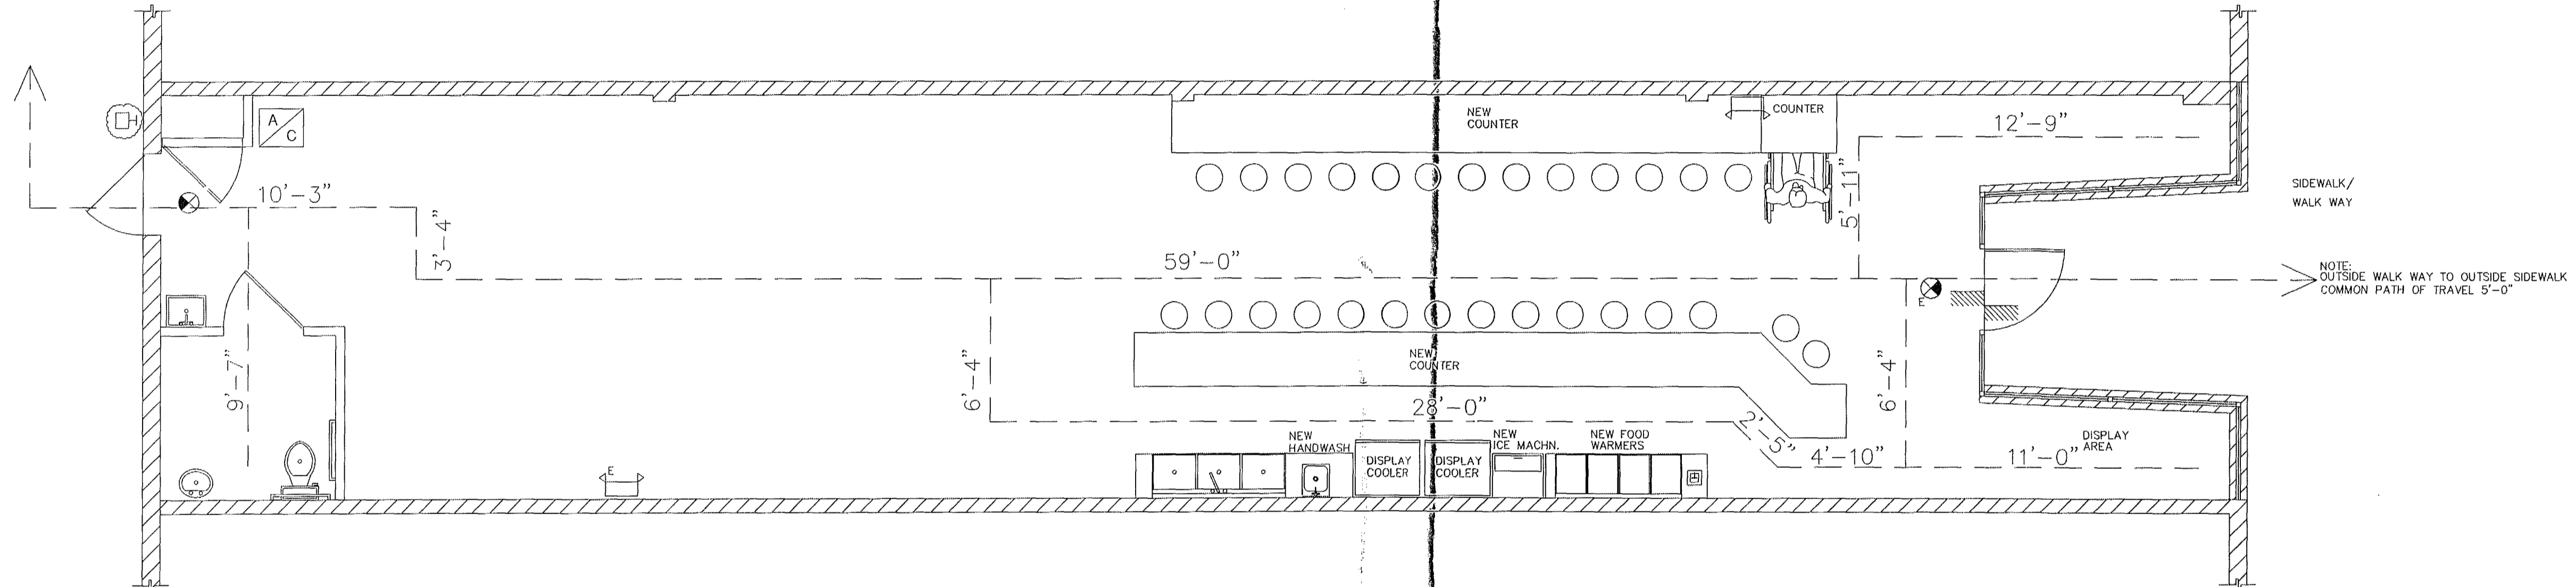 NEW
COUNTER
COUNTER
12'-9"
A
C
10'-3"
3'-4"
59'-0"
5'-11"
SIDEWALK/
WALK WAY
NOTE:
OUTSIDE WALK WAY TO OUTSIDE SIDEWALK
COMMON PATH OF TRAVEL 5'-0"
E
9'-7"
6'-4"
NEW
COUNTER
28'-0"
2'-5"
6'-4"
4'-10"
11'-0"
DISPLAY
AREA
E
NEW
HANDWASH
DISPLAY
COOLER
DISPLAY
COOLER
NEW
ICE MACHN.
NEW FOOD
WARMERS